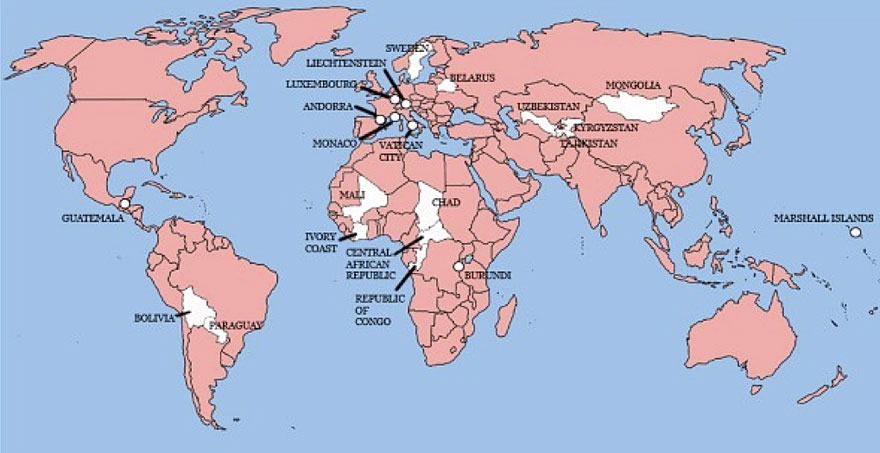 SWEDEN
LIECHTENSTEIN
LUXEMBOURG
BELARUS
ANDORRA
MONACO
VATICAN
CITY
MONGOLIA
UZBEKISTAN
KYRGYZSTAN
TAJIKISTAN
MALI
CHAD
GUATEMALA
MARSHALL ISLANDS
IVORY
COAST
CENTRAL
AFRICAN
REPUBLIC
BURUNDI
REPUBLIC
OF
CONGO
BOLIVIA
PARAGUAY